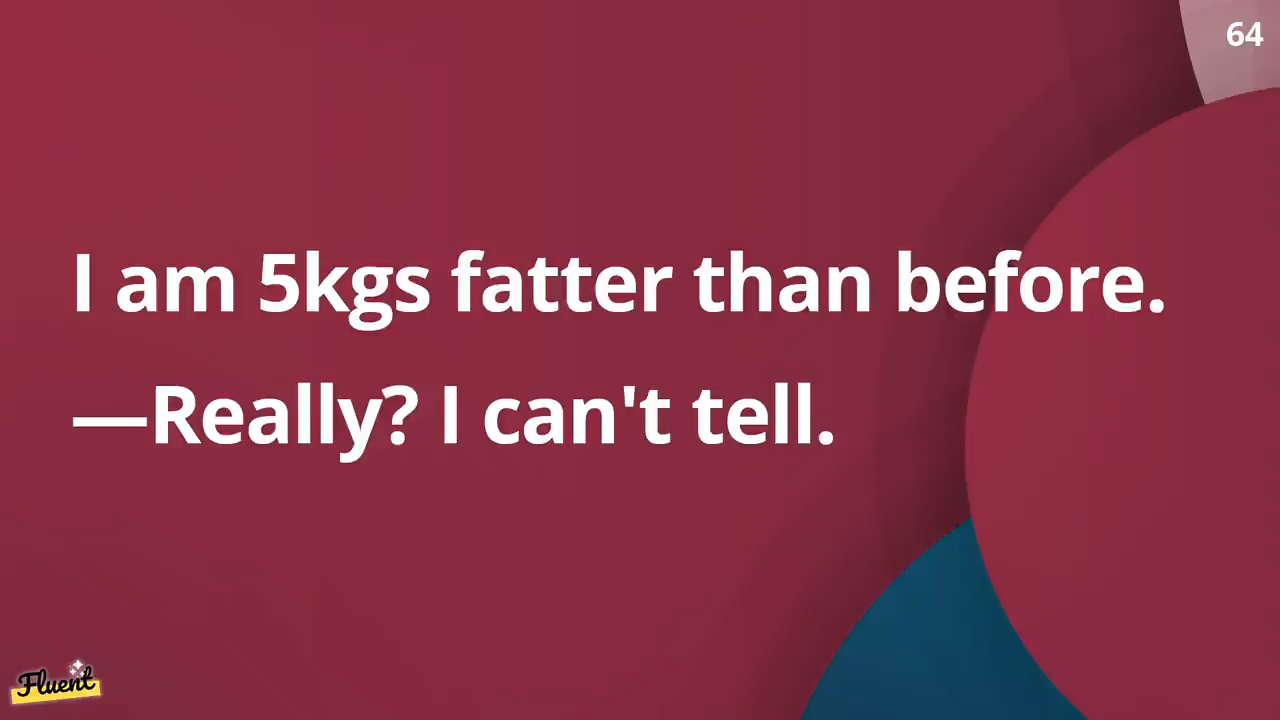 64
I am 5kgs fatter than before.
—Really? I can't tell.
Fluent